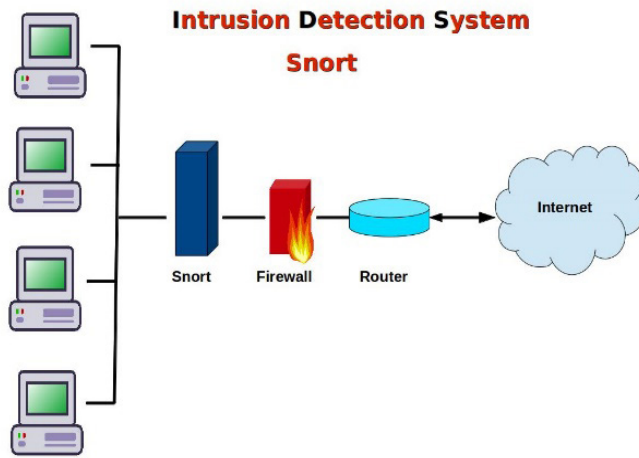 Intrusion Detection System
Snort
Internet
Snort
Firewall
Router